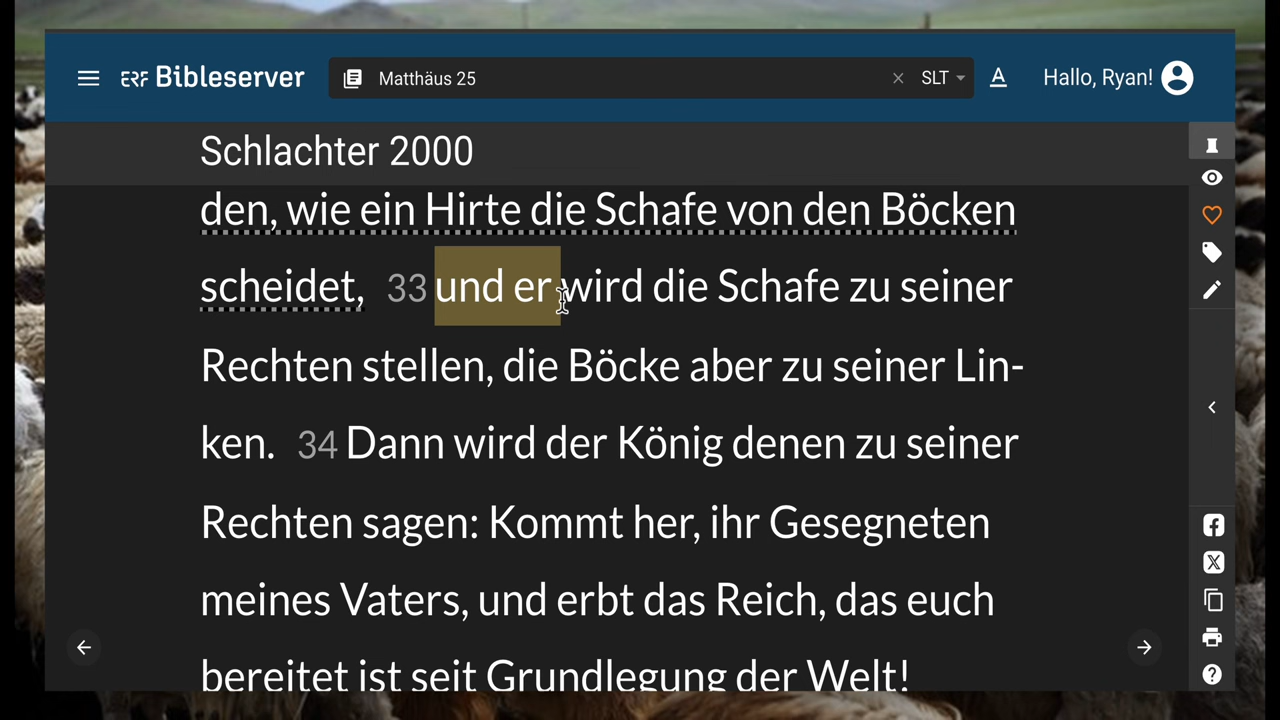 ERF Bibleserver
Matthäus 25
SLT
A
Hallo, Ryan!
Schlachter 2000
den, wie ein Hirte die Schafe von den Böcken
scheidet, 33 und er wird die Schafe zu seiner
Rechten stellen, die Böcke aber zu seiner Lin-
ken. 34 Dann wird der König denen zu seiner
Rechten sagen: Kommt her, ihr Gesegneten
meines Vaters, und erbt das Reich, das euch
bereitet ist seit Grundlegung der Welt!